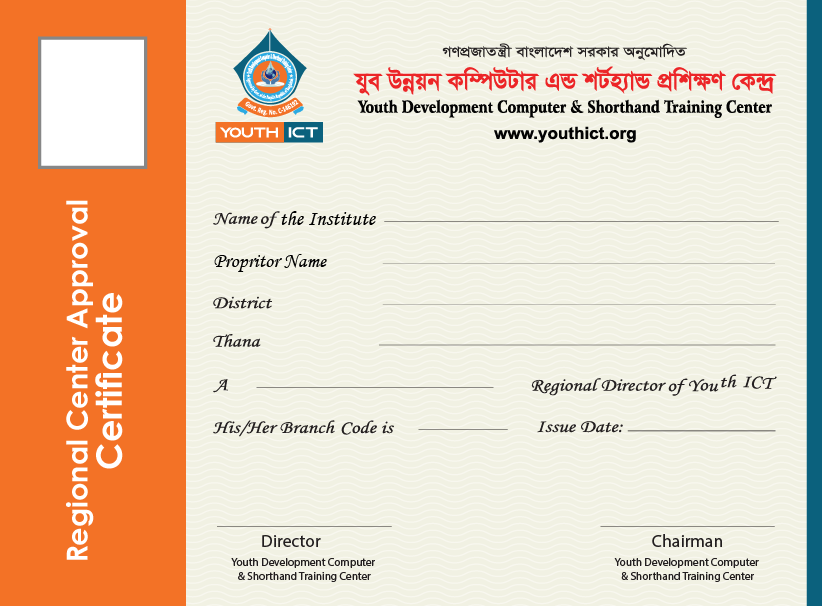 গণপ্রজাতন্ত্রী বাংলাদেশ সরকার অনুমোদিত
যুব উন্নয়ন কম্পিউটার এন্ড শর্টহ্যান্ড প্রশিক্ষণ কেন্দ্র
Youth Development Computer & Shorthand Training Center
www.youthict.org
Govt. Reg. No. C-146192
YOUTH ICT
Regional Center Approval
Certificate
Name of the Institute
Propritor Name
District
Thana
A Regional Director of Youth ICT
His/Her Branch Code is Issue Date:
Director Chairman
Youth Development Computer Youth Development Computer
& Shorthand Training Center & Shorthand Training Center